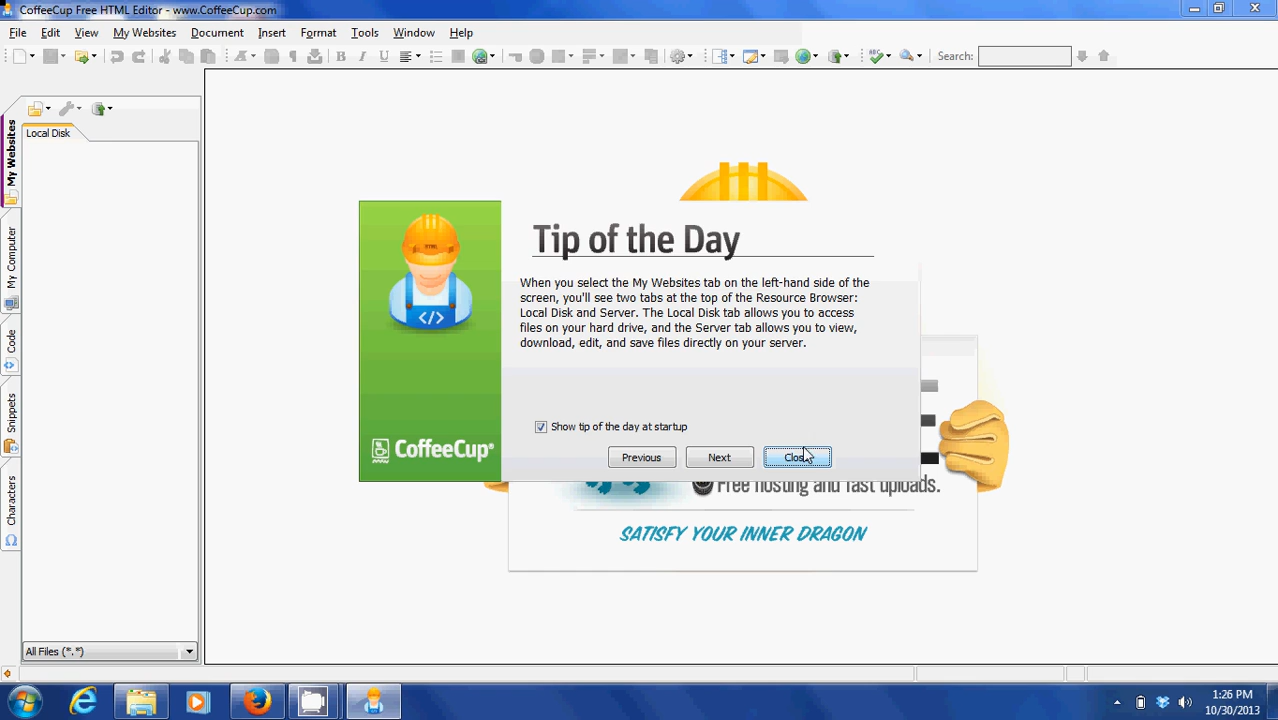 CoffeeCup Free HTML Editor - www.CoffeeCup.com
File Edit View My Websites Document Insert Format Tools Window Help
Search:
My Websites
My Computer
Code
Snippets
Characters
Local Disk
HTML
</>
CoffeeCup®
Tip of the Day
When you select the My Websites tab on the left-hand side of the
screen, you'll see two tabs at the top of the Resource Browser:
Local Disk and Server. The Local Disk tab allows you to access
files on your hard drive, and the Server tab allows you to view,
download, edit, and save files directly on your server.
Show tip of the day at startup
Previous Next Close
Free hosting and fast uploads.
SATISFY YOUR INNER DRAGON
All Files (*.*)
1:26 PM
10/30/2013